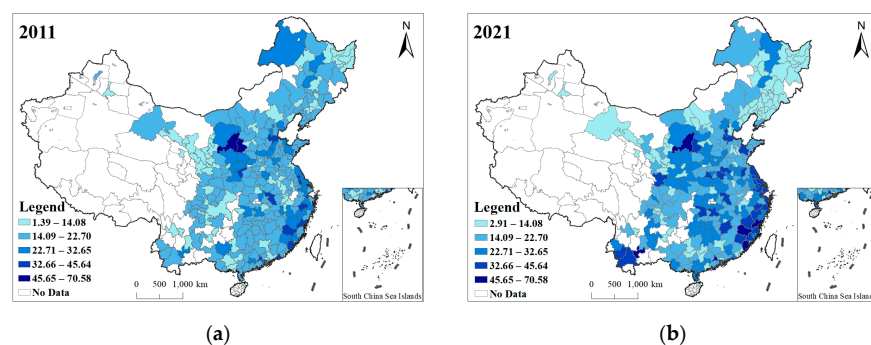 2011
N
Legend
1.39 – 14.08
14.09 – 22.70
22.71 – 32.65
32.66 – 45.64
45.65 – 70.58
No Data
0 500 1,000 km
South China Sea Islands
(a)
2021
N
Legend
2.91 – 14.08
14.09 – 22.70
22.71 – 32.65
32.66 – 45.64
45.65 – 70.58
No Data
0 500 1,000 km
South China Sea Islands
(b)